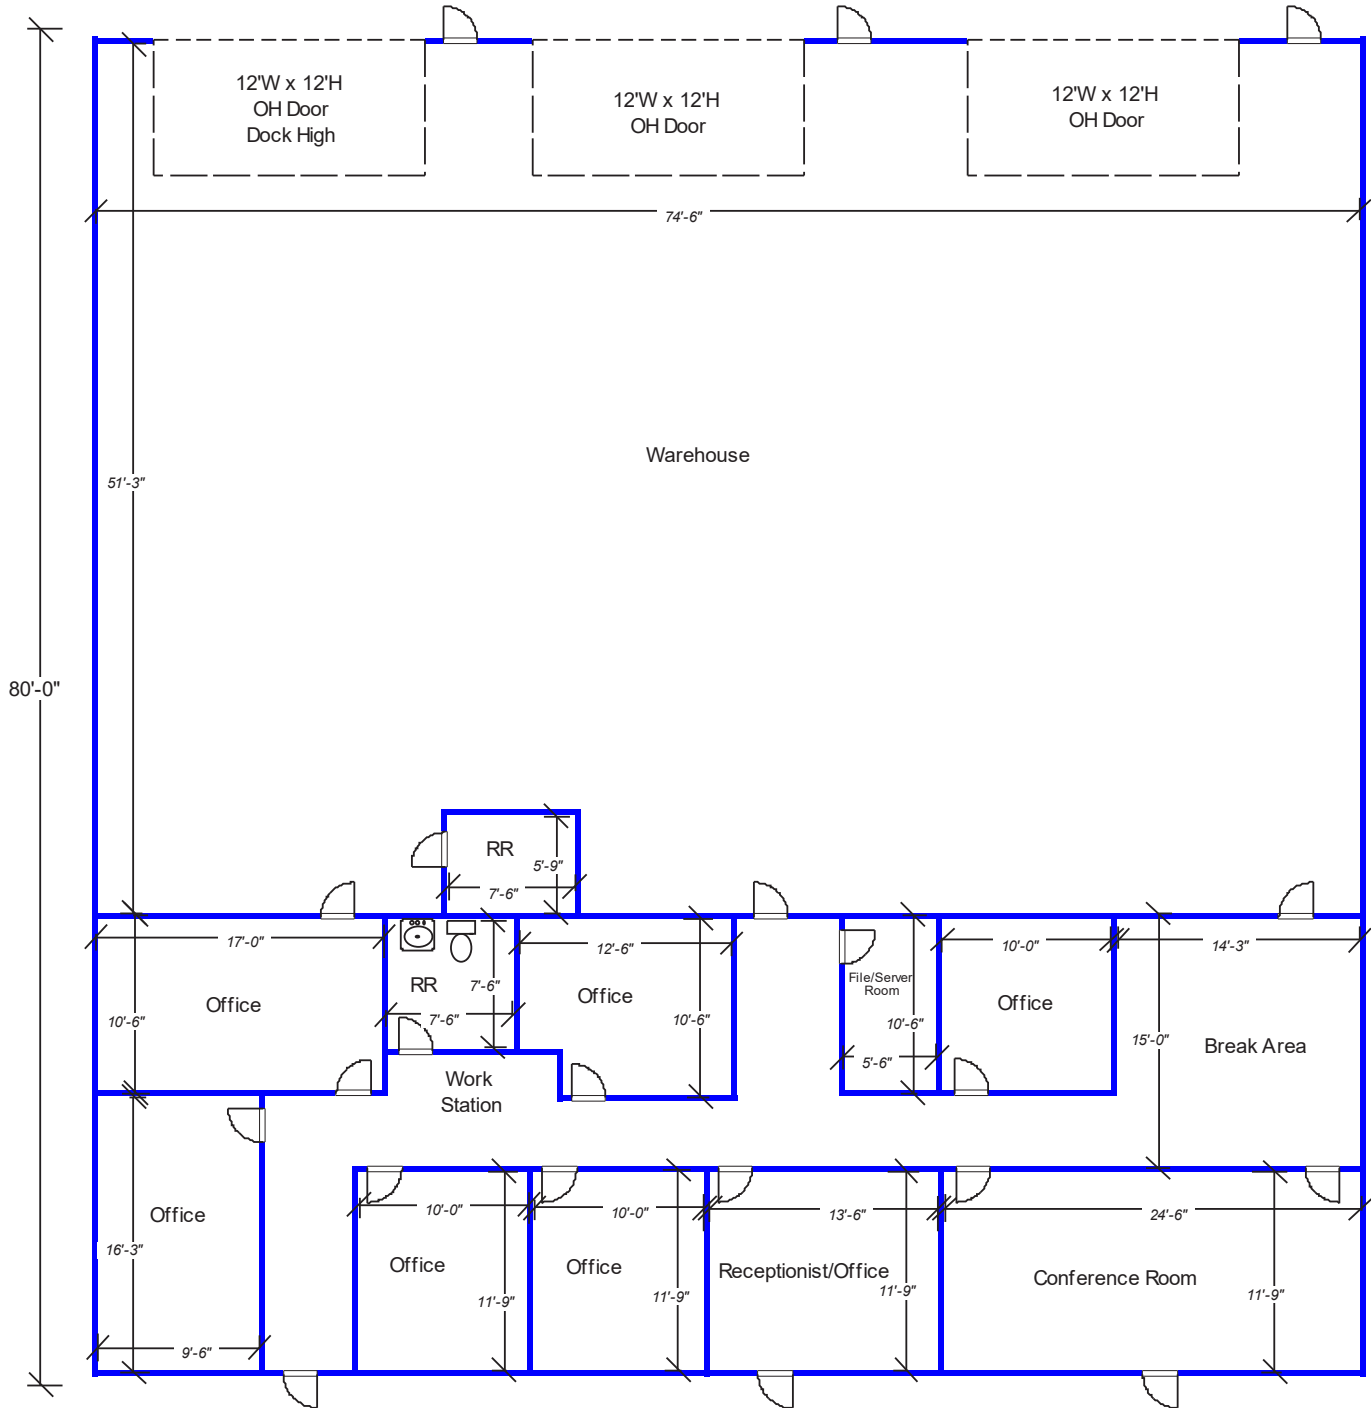 12'W x 12'H
OH Door
Dock High
12'W x 12'H
OH Door
12'W x 12'H
OH Door
74'-6"
Warehouse
51'-3"
80'-0"
RR
5'-9"
7'-6"
17'-0"
12'-6"
10'-0"
14'-3"
Office
RR
7'-6"
Office
File/Server
Room
Office
10'-6"
7'-6"
10'-6"
10'-6"
15'-0"
Break Area
5'-6"
Work
Station
Office
10'-0"
10'-0"
13'-6"
24'-6"
16'-3"
Office
Office
Receptionist/Office
Conference Room
11'-9"
11'-9"
11'-9"
11'-9"
9'-6"